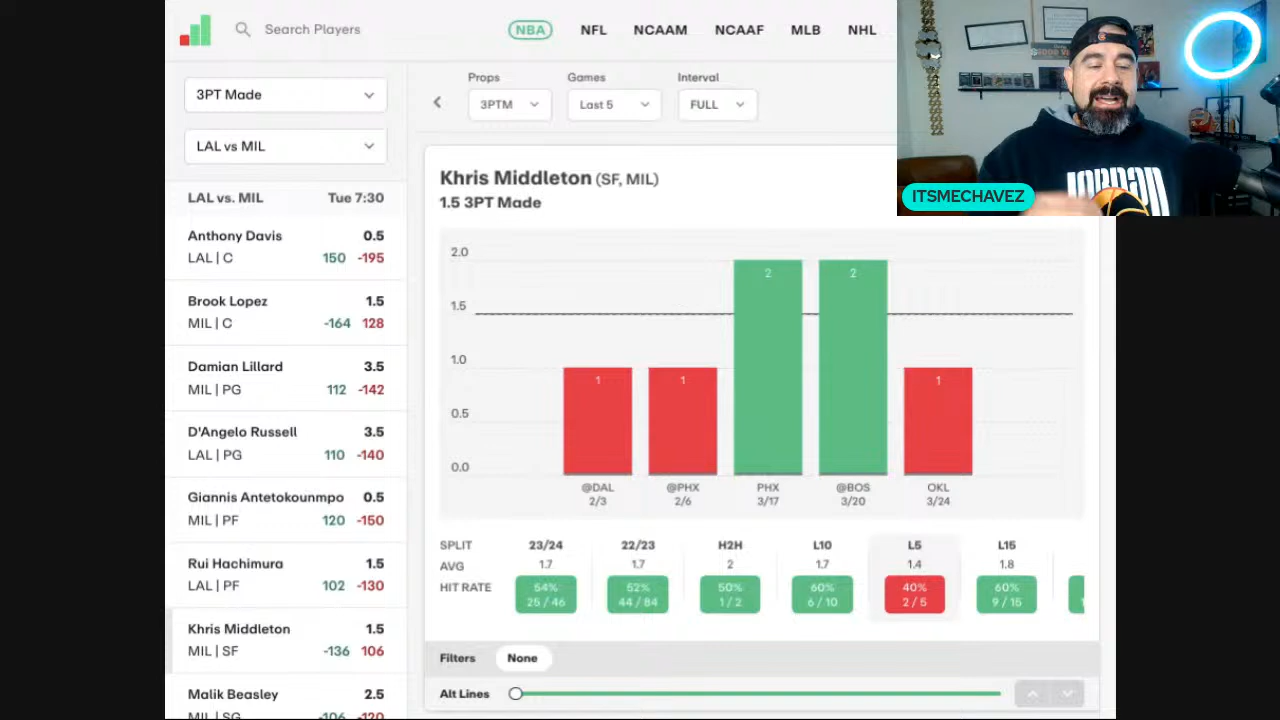 Search Players
NBA NFL NCAAM NCAAF MLB NHL
3PT Made
LAL vs MIL
Props Games Interval
3PTM Last 5 FULL
LAL vs. MIL Tue 7:30
Anthony Davis 0.5
LAL | C 150 -195
Brook Lopez 1.5
MIL | C -164 128
Damian Lillard 3.5
MIL | PG 112 -142
D'Angelo Russell 3.5
LAL | PG 110 -140
Giannis Antetokounmpo 0.5
MIL | PF 120 -150
Rui Hachimura 1.5
LAL | PF 102 -130
Khris Middleton 1.5
MIL | SF -136 106
Malik Beasley 2.5
MIL | SG -106 -120
Khris Middleton (SF, MIL)
1.5 3PT Made
2.0
1.5
1.0
0.5
0.0
1 1 2 2 1
@DAL @PHX PHX @BOS OKL
2/3 2/6 3/17 3/20 3/24
SPLIT 23/24 22/23 H2H L10 L5 L15
AVG 1.7 1.7 2 1.7 1.4 1.8
HIT RATE 54% 52% 50% 60% 40% 60%
25 / 46 44 / 84 1 / 2 6 / 10 2 / 5 9 / 15
Filters None
Alt Lines
JORDAN
ITSMECHAVEZ